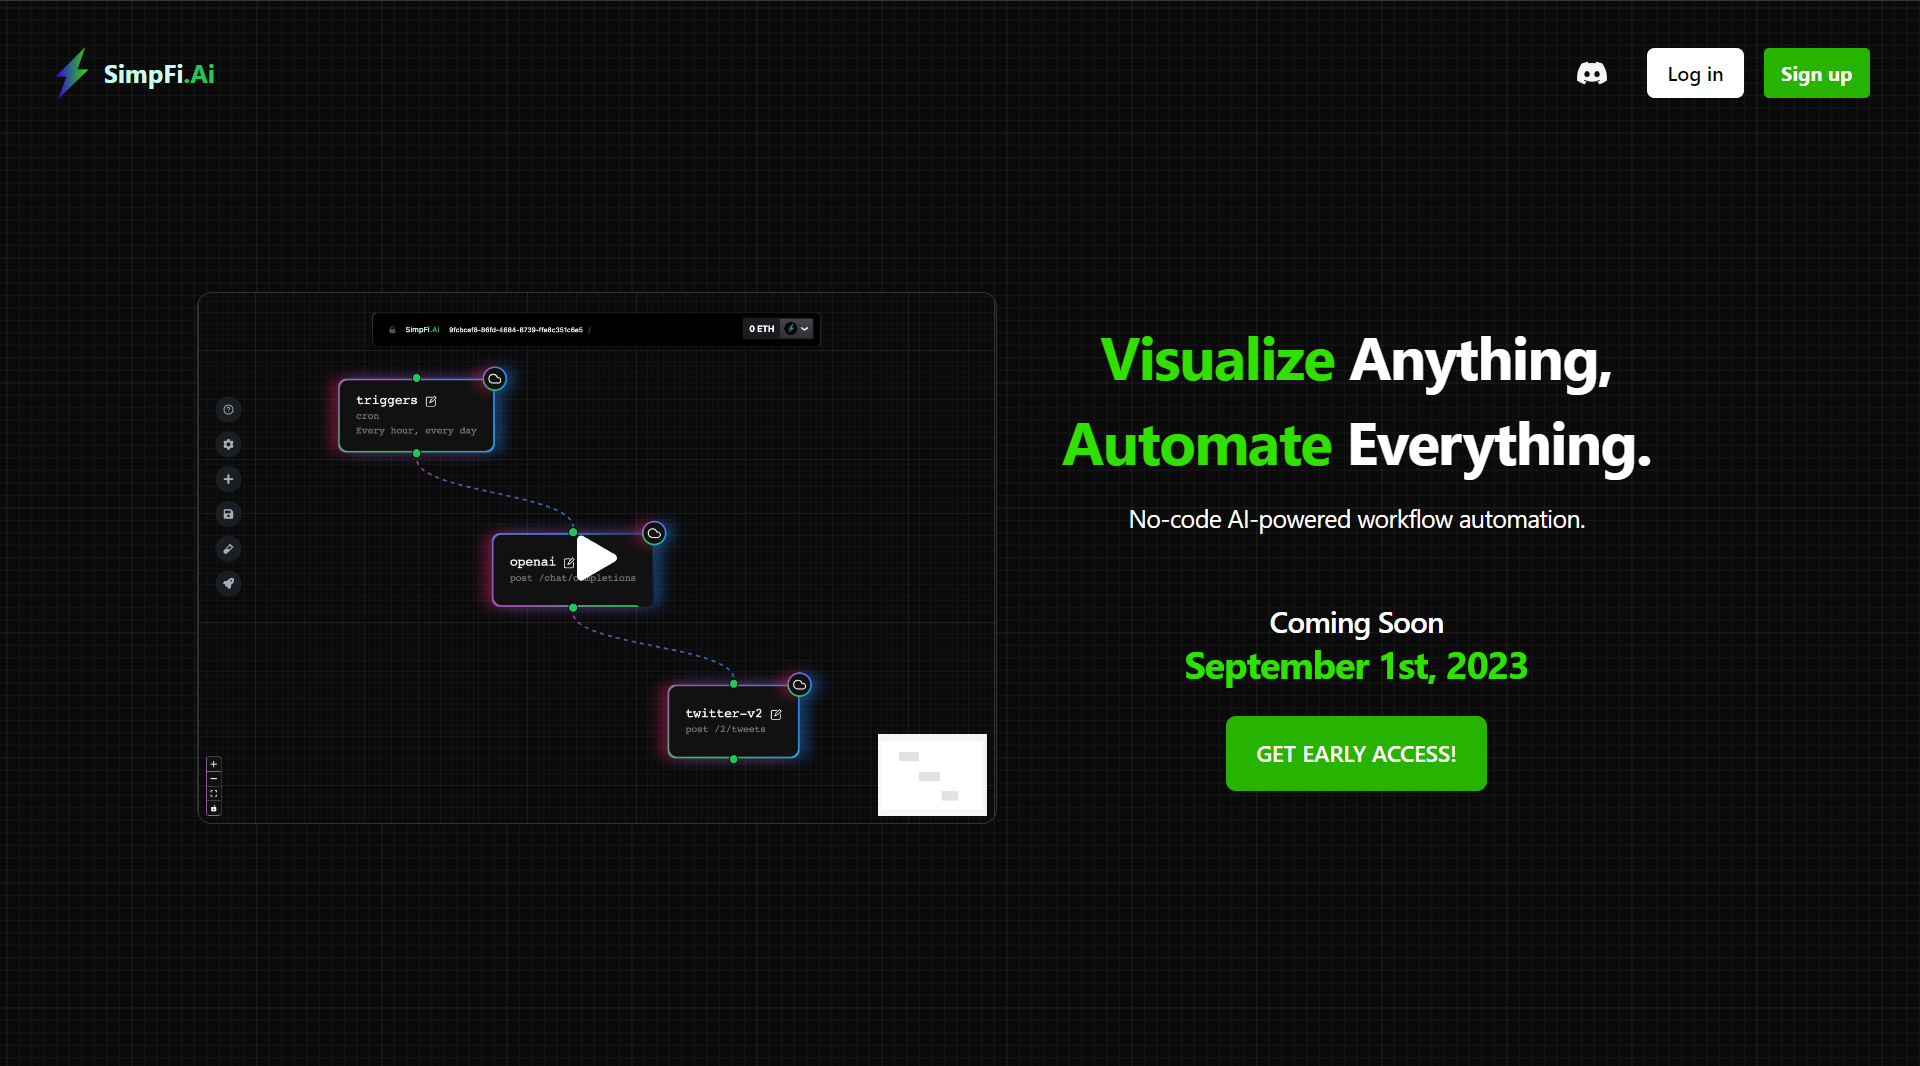 SimpFi.Ai
Log in
Sign up
SimpFi.Ai 9fcbcef8-86fd-4684-8739-ffe8c351c6e5 /
0 ETH
triggers
cron
Every hour, every day
openai
post /chat/completions
twitter-v2
post /2/tweets
Visualize Anything,
Automate Everything.
No-code AI-powered workflow automation.
Coming Soon
September 1st, 2023
GET EARLY ACCESS!